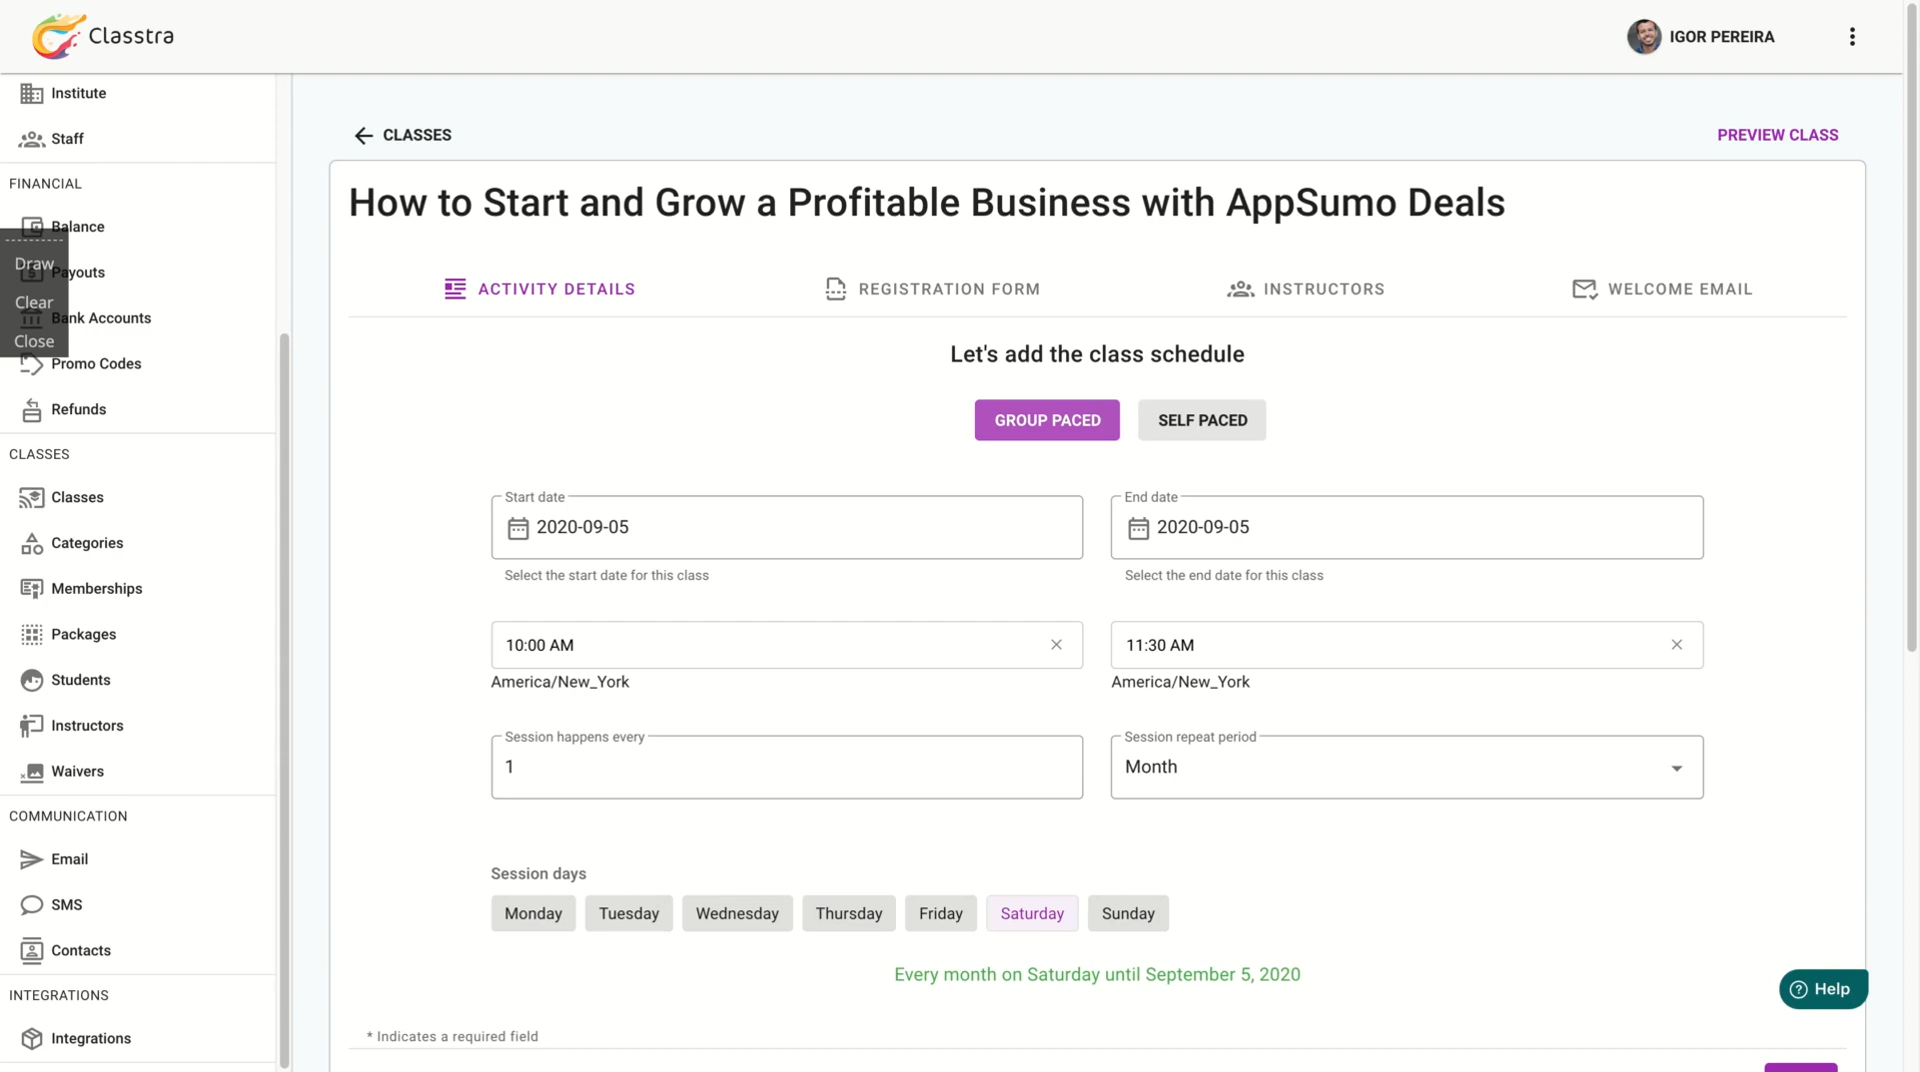 Classtra
IGOR PEREIRA
Institute
Staff
FINANCIAL
Balance
Payouts
Bank Accounts
Promo Codes
Refunds
Draw
Clear
Close
CLASSES
Classes
Categories
Memberships
Packages
Students
Instructors
Waivers
COMMUNICATION
Email
SMS
Contacts
INTEGRATIONS
Integrations
CLASSES
PREVIEW CLASS
How to Start and Grow a Profitable Business with AppSumo Deals
ACTIVITY DETAILS
REGISTRATION FORM
INSTRUCTORS
WELCOME EMAIL
Let's add the class schedule
GROUP PACED
SELF PACED
Start date
2020-09-05
Select the start date for this class
End date
2020-09-05
Select the end date for this class
10:00 AM
America/New_York
11:30 AM
America/New_York
Session happens every
1
Session repeat period
Month
Session days
Monday
Tuesday
Wednesday
Thursday
Friday
Saturday
Sunday
Every month on Saturday until September 5, 2020
Help
* Indicates a required field